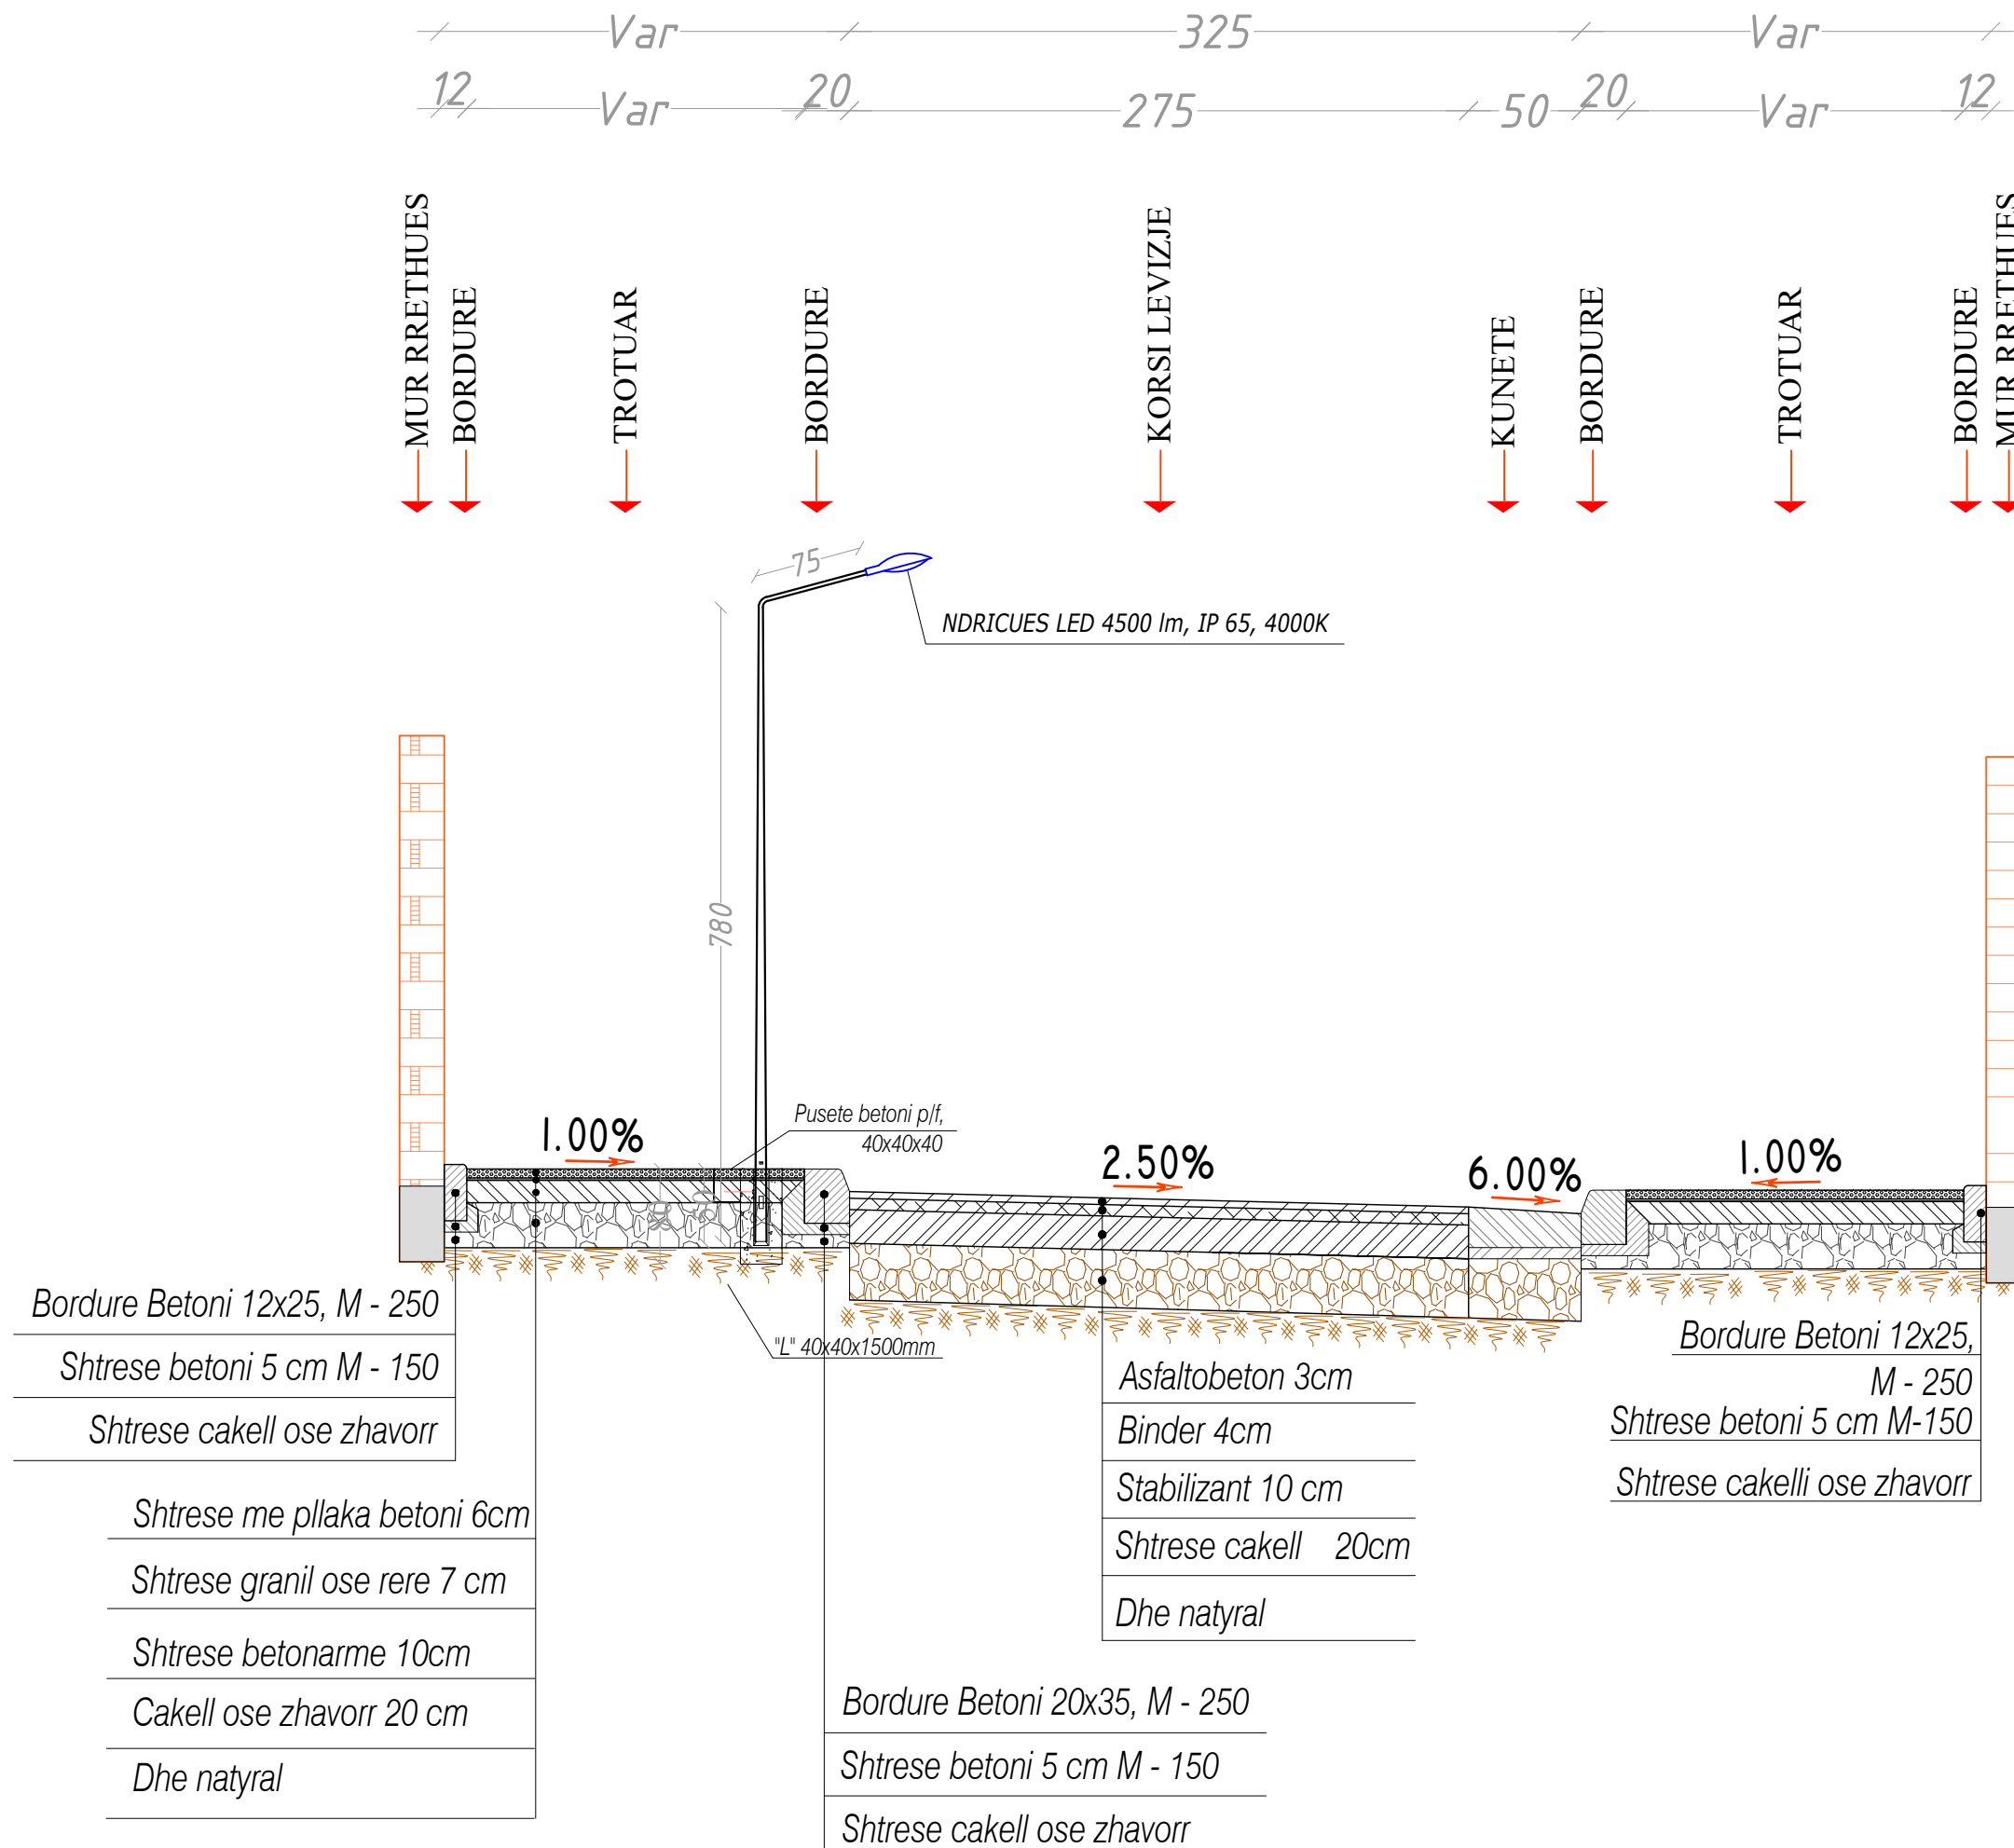 Var 325 Var
12 Var 20 275 50 20 Var 12
MUR RRETHUES
BORDURE
TROTUAR
BORDURE
KORSI LEVIZJE
KUNETE
BORDURE
TROTUAR
BORDURE
MUR RRETHUES
75
NDRICUES LED 4500 lm, IP 65, 4000K
780
Pusete betoni p/f,
40x40x40
1.00%
2.50%
6.00%
1.00%
"L" 40x40x1500mm
Bordure Betoni 12x25, M - 250
Shtrese betoni 5 cm M - 150
Shtrese cakell ose zhavorr
Shtrese me pllaka betoni 6cm
Shtrese granil ose rere 7 cm
Shtrese betonarme 10cm
Cakell ose zhavorr 20 cm
Dhe natyral
Bordure Betoni 20x35, M - 250
Shtrese betoni 5 cm M - 150
Shtrese cakell ose zhavorr
Asfaltobeton 3cm
Binder 4cm
Stabilizant 10 cm
Shtrese cakell 20cm
Dhe natyral
Bordure Betoni 12x25,
M - 250
Shtrese betoni 5 cm M-150
Shtrese cakelli ose zhavorr